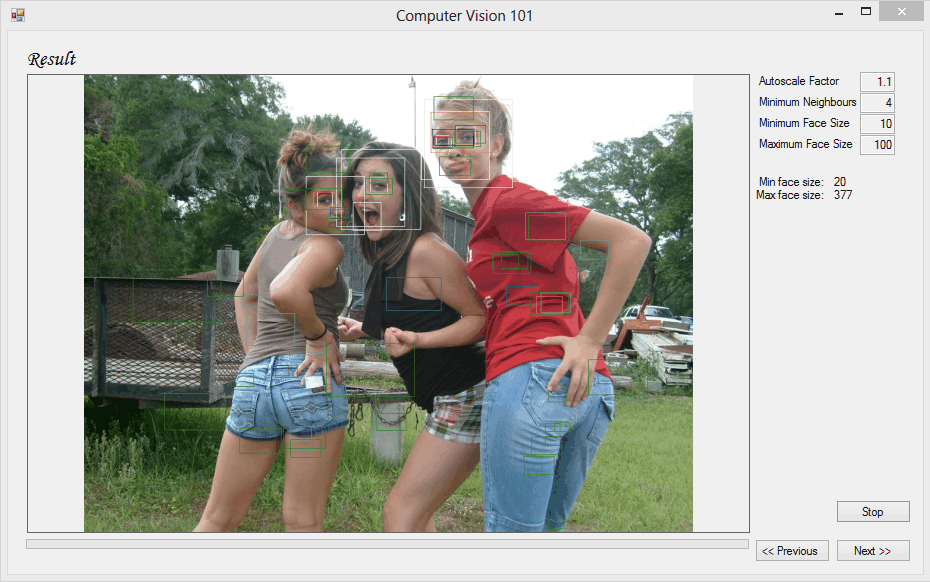 Computer Vision 101
Result
Autoscale Factor 1.1
Minimum Neighbours 4
Minimum Face Size 10
Maximum Face Size 100
Min face size: 20
Max face size: 377
Stop
<< Previous Next >>